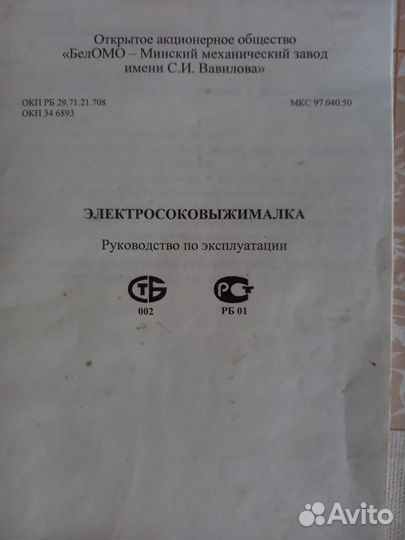 Открытое акционерное общество
«БелОМО – Минский механический завод
имени С.И. Вавилова»
ОКП РБ 29.71.21.708
МКС 97.040.50
ОКП 34 6893
ЭЛЕКТРОСОКОВЫЖИМАЛКА
Руководство по эксплуатации
СТБ
РСТ
002
РБ 01
Avito